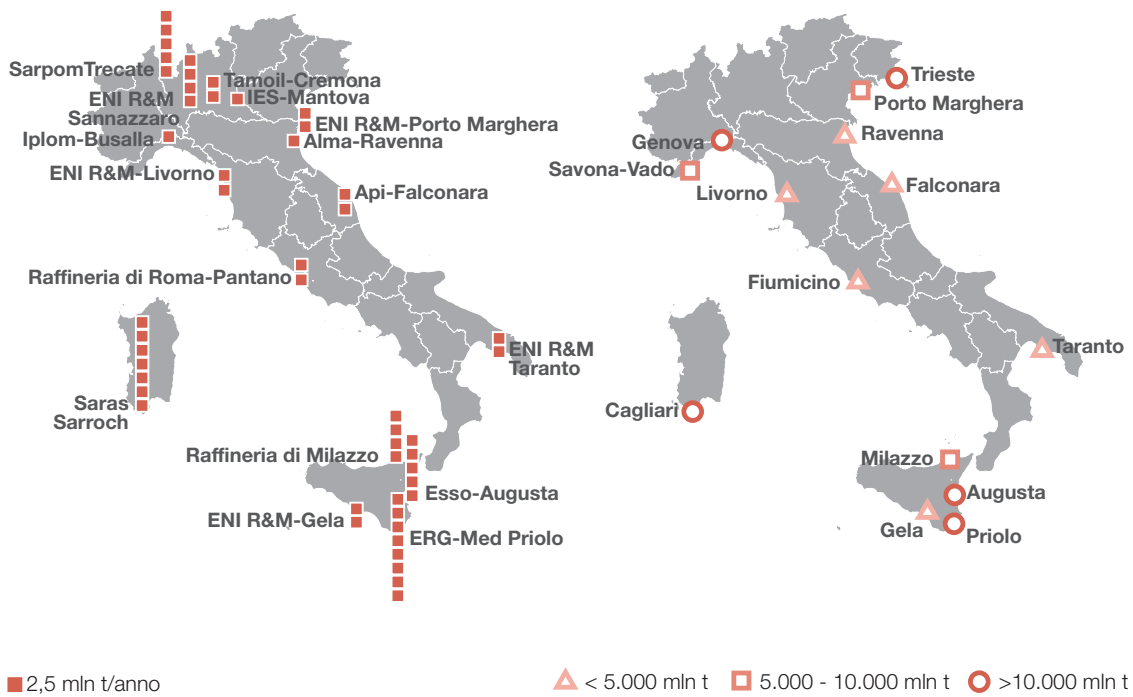 SarpomTrecate
ENI R&M
Sannazzaro
Tamoil-Cremona
IES-Mantova
ENI R&M-Porto Marghera
Iplom-Busalla
Alma-Ravenna
ENI R&M-Livorno
Api-Falconara
Raffineria di Roma-Pantano
ENI R&M
Taranto
Saras
Sarroch
Raffineria di Milazzo
Esso-Augusta
ENI R&M-Gela
ERG-Med Priolo
2,5 mln t/anno
Trieste
Porto Marghera
Ravenna
Genova
Savona-Vado
Livorno
Falconara
Fiumicino
Taranto
Cagliari
Milazzo
Augusta
Gela
Priolo
< 5.000 mln t
5.000 - 10.000 mln t
>10.000 mln t